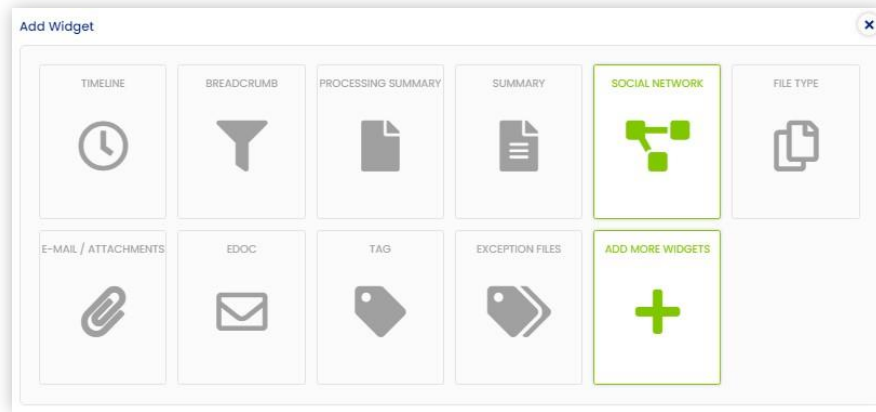 Add Widget
TIMELINE
BREADCRUMB
PROCESSING SUMMARY
SUMMARY
SOCIAL NETWORK
FILE TYPE
E-MAIL / ATTACHMENTS
EDOC
TAG
EXCEPTION FILES
ADD MORE WIDGETS